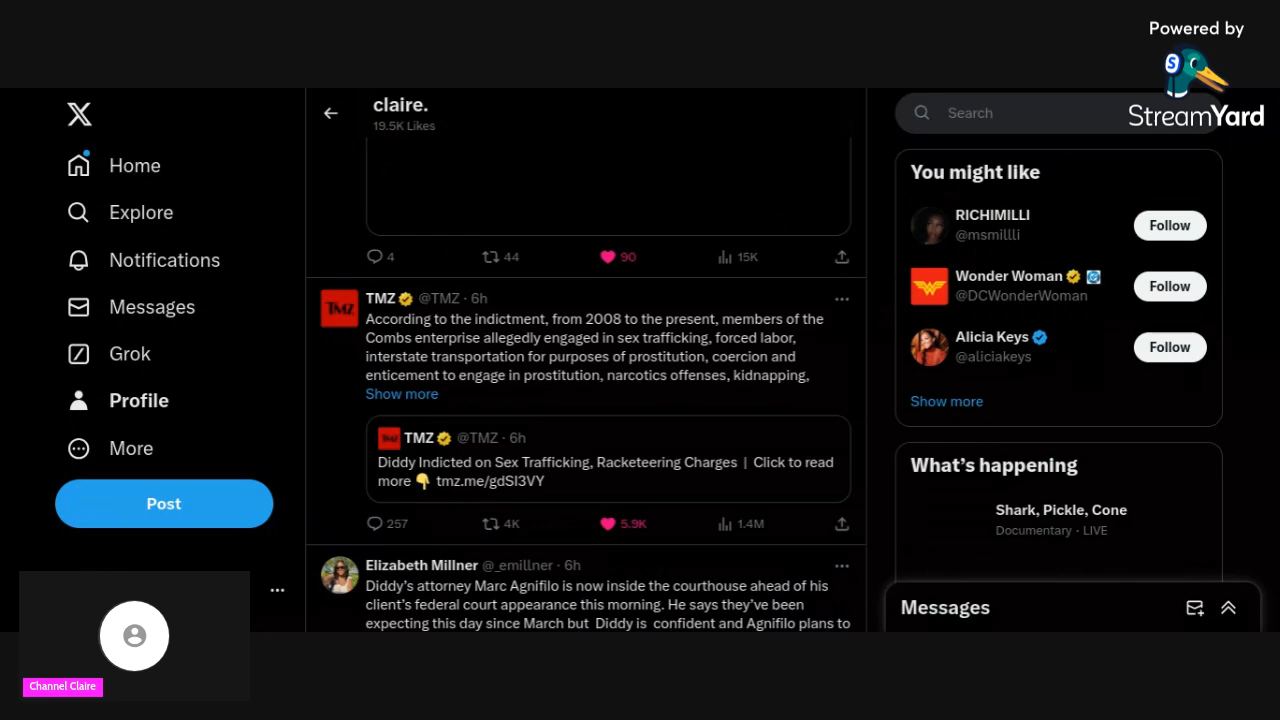 Powered by
StreamYard
X
Home
Explore
Notifications
Messages
Grok
Profile
More
Post
Channel Claire
claire.
19.5K Likes
4
44
90
15K
TMZ @TMZ · 6h
According to the indictment, from 2008 to the present, members of the
Combs enterprise allegedly engaged in sex trafficking, forced labor,
interstate transportation for purposes of prostitution, coercion and
enticement to engage in prostitution, narcotics offenses, kidnapping,
Show more
TMZ @TMZ · 6h
Diddy Indicted on Sex Trafficking, Racketeering Charges | Click to read
more 👇 tmz.me/gdSI3VY
257
4K
5.9K
1.4M
Elizabeth Millner @_emillner · 6h
Diddy's attorney Marc Agnifilo is now inside the courthouse ahead of his
client's federal court appearance this morning. He says they've been
expecting this day since March but Diddy is confident and Agnifilo plans to
Search
You might like
RICHIMILLI
@msmillli
Follow
Wonder Woman
@DCWonderWoman
Follow
Alicia Keys
@aliciakeys
Follow
Show more
What's happening
Shark, Pickle, Cone
Documentary · LIVE
Messages